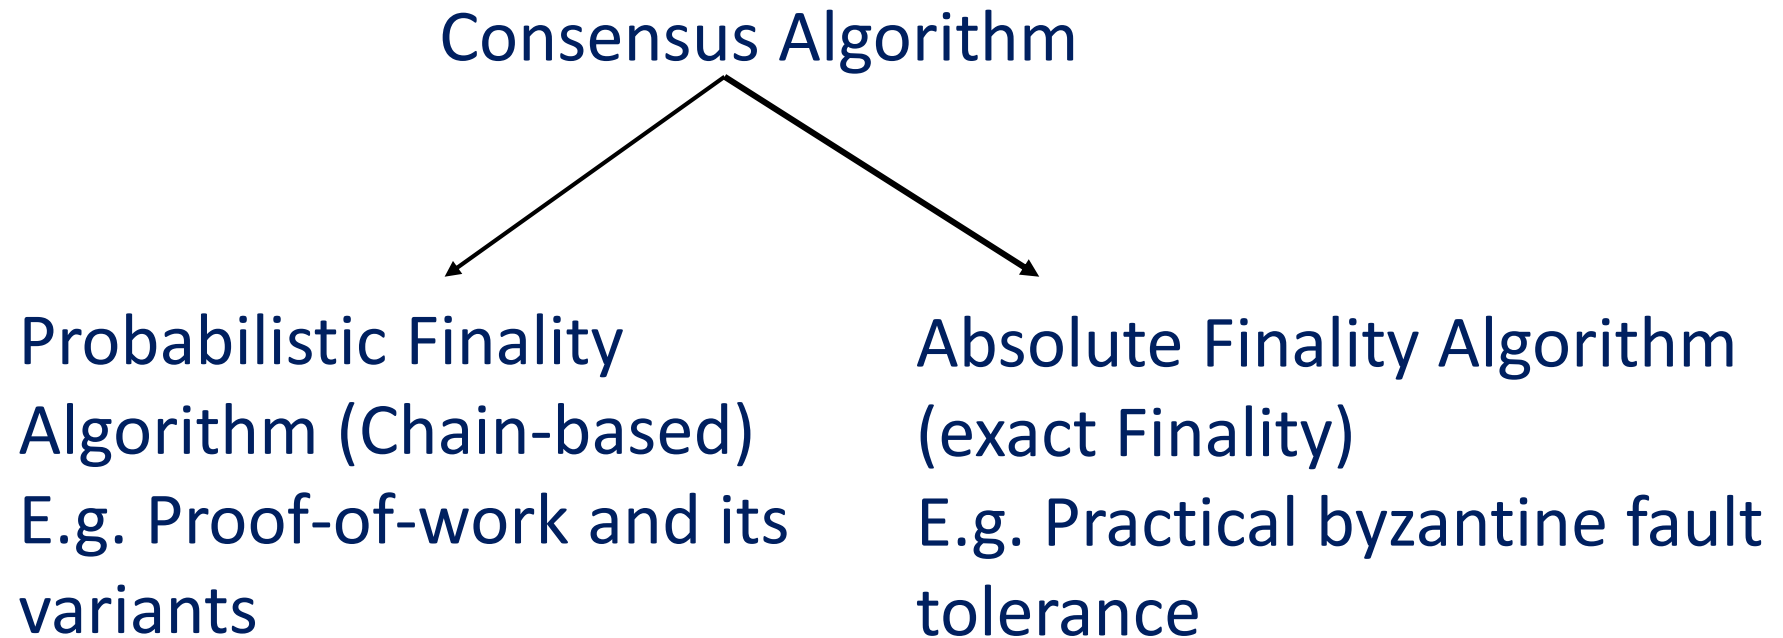 Consensus Algorithm
Probabilistic Finality
Algorithm (Chain-based)
E.g. Proof-of-work and its
variants
Absolute Finality Algorithm
(exact Finality)
E.g. Practical byzantine fault
tolerance